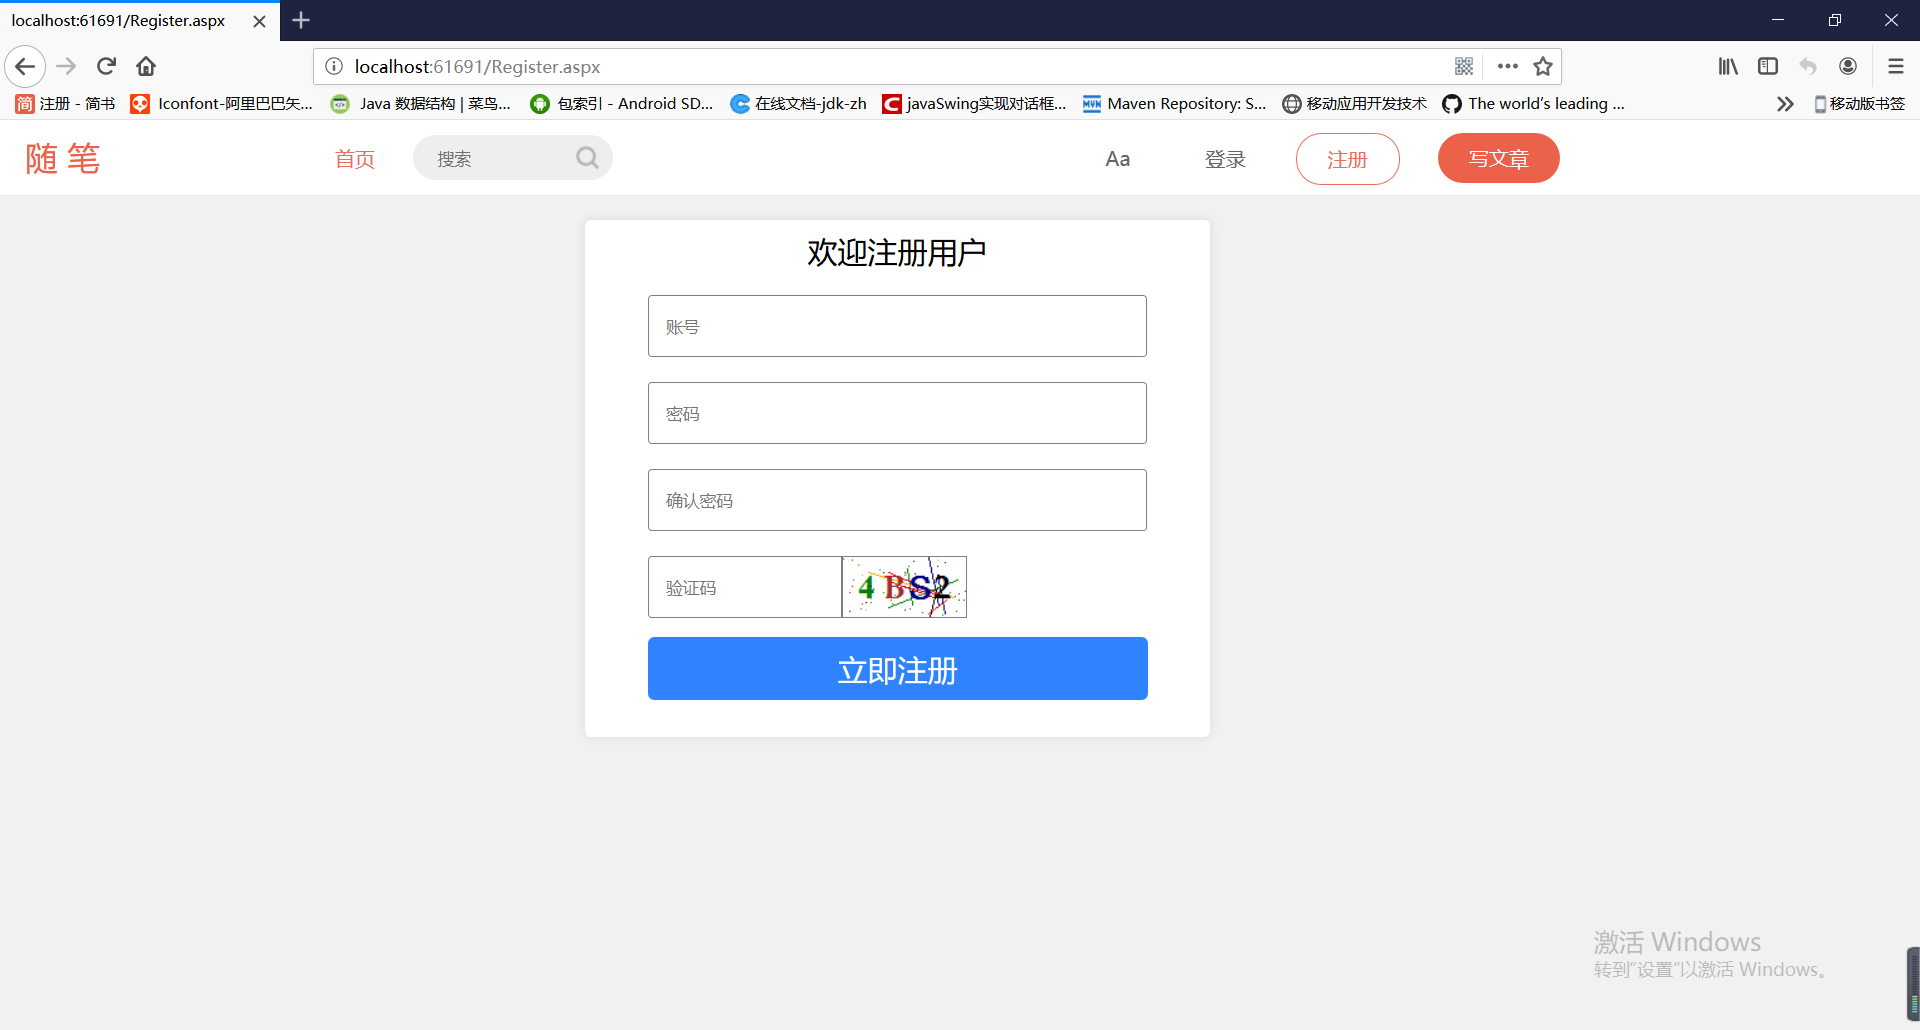 localhost:61691/Register.aspx
localhost:61691/Register.aspx
简 注册 - 简书 Iconfont-阿里巴巴矢... Java 数据结构 | 菜鸟... 包索引 - Android SD... 在线文档-jdk-zh C javaSwing实现对话框... MVN Maven Repository: S... 移动应用开发技术 The world's leading ... 移动版书签
随 笔 首页 搜索 Aa 登录 注册 写文章
欢迎注册用户
账号
密码
确认密码
验证码 4BS2
立即注册
激活 Windows
转到“设置”以激活 Windows。